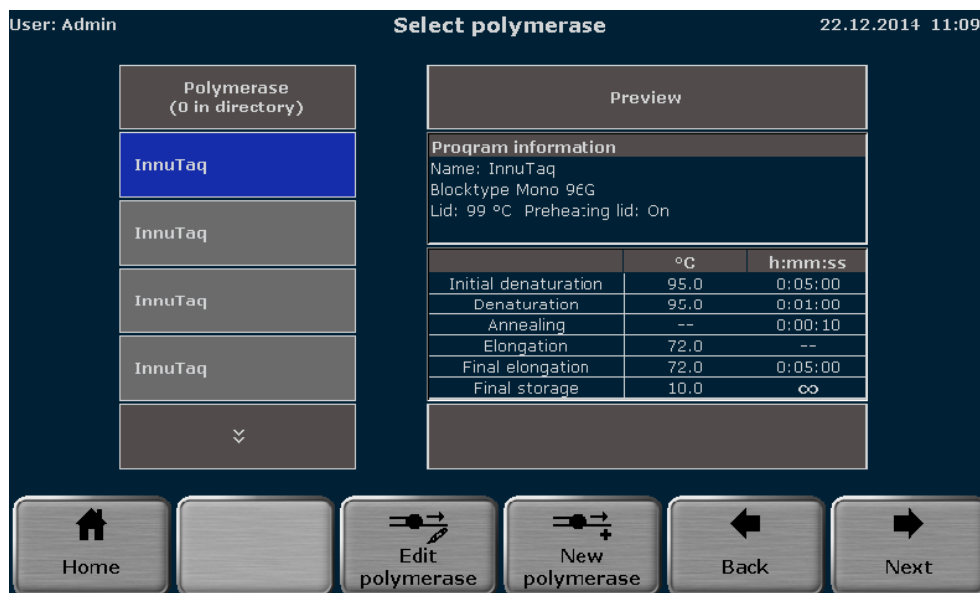 User: Admin
Select polymerase
22.12.2014 11:09
Polymerase
(0 in directory)
InnuTaq
InnuTaq
InnuTaq
InnuTaq
Preview
Program information
Name: InnuTaq
Blocktype Mono 96G
Lid: 99 °C Preheating lid: On
°C h:mm:ss
Initial denaturation 95.0 0:05:00
Denaturation 95.0 0:01:00
Annealing -- 0:00:10
Elongation 72.0 --
Final elongation 72.0 0:05:00
Final storage 10.0 ∞
Home
Edit
polymerase
New
polymerase
Back
Next